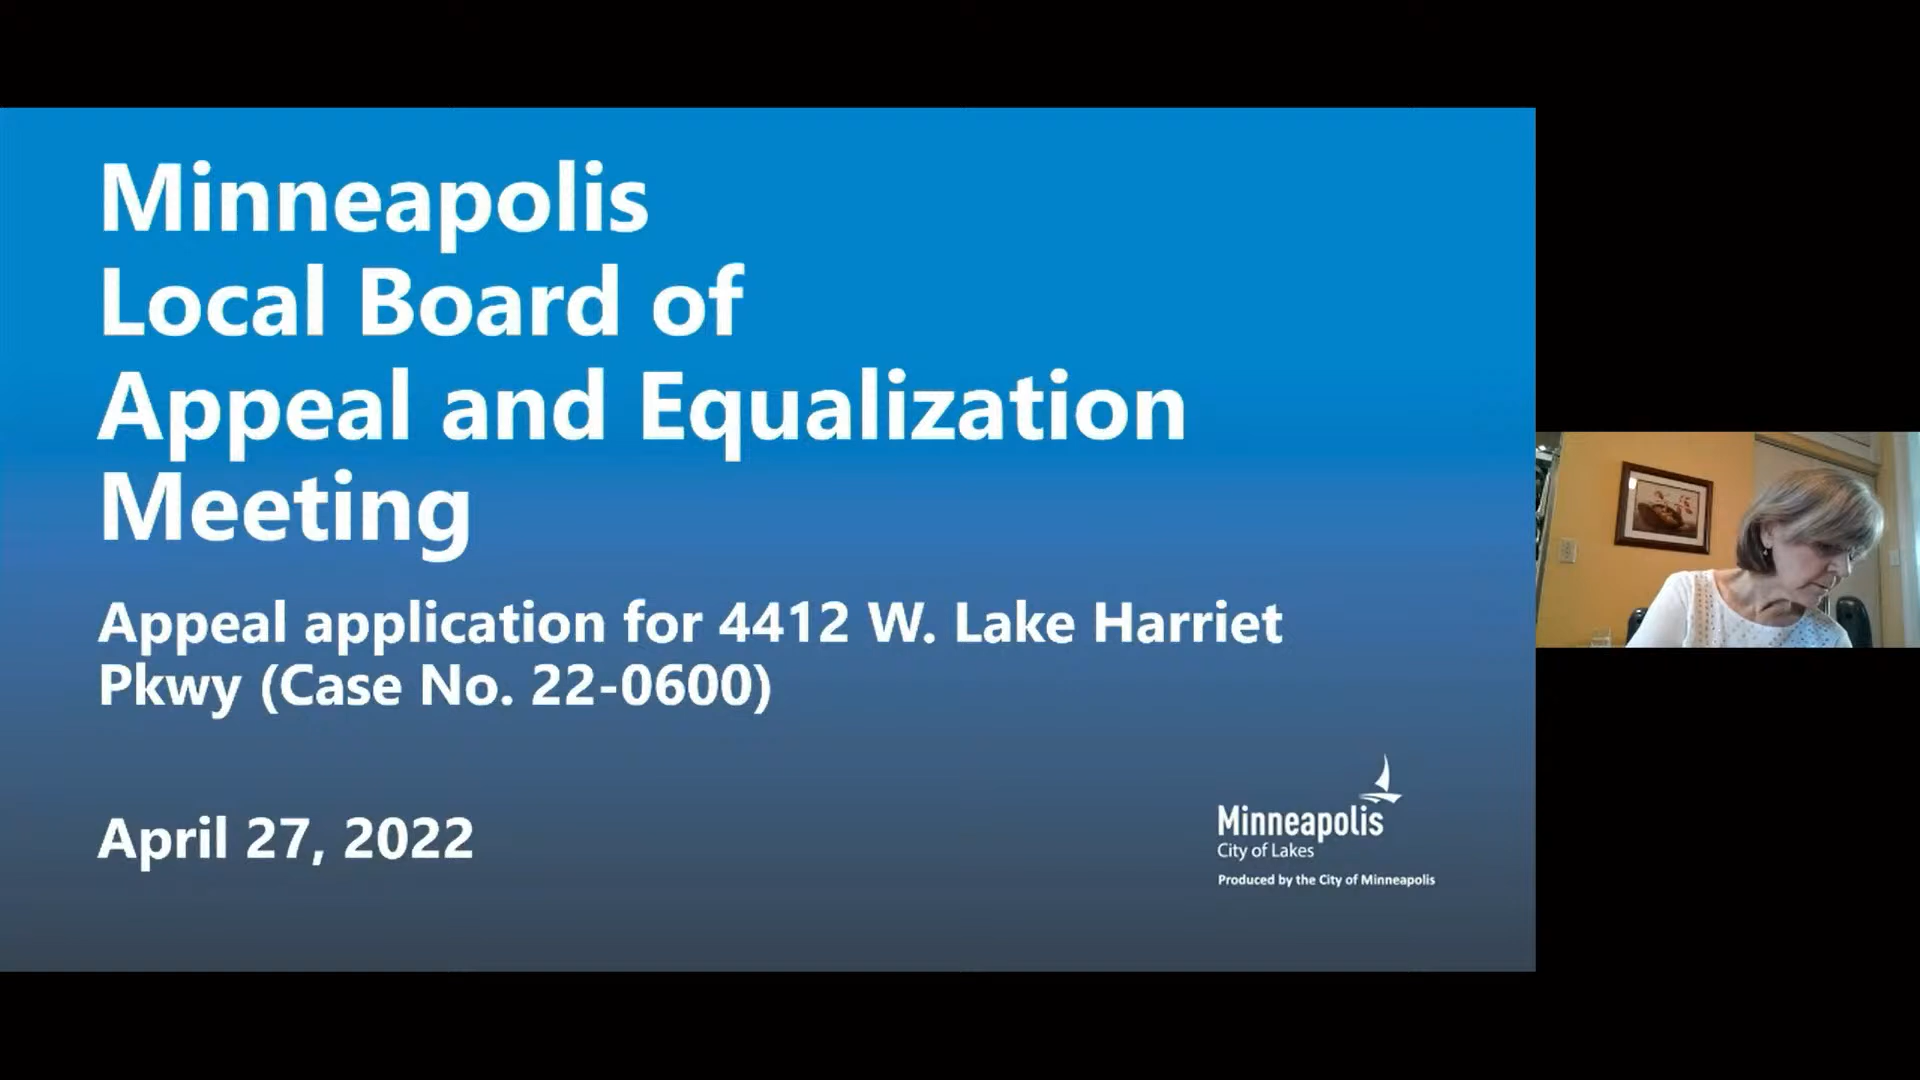 Minneapolis
Local Board of
Appeal and Equalization
Meeting
Appeal application for 4412 W. Lake Harriet
Pkwy (Case No. 22-0600)
April 27, 2022
Minneapolis
City of Lakes
Produced by the City of Minneapolis